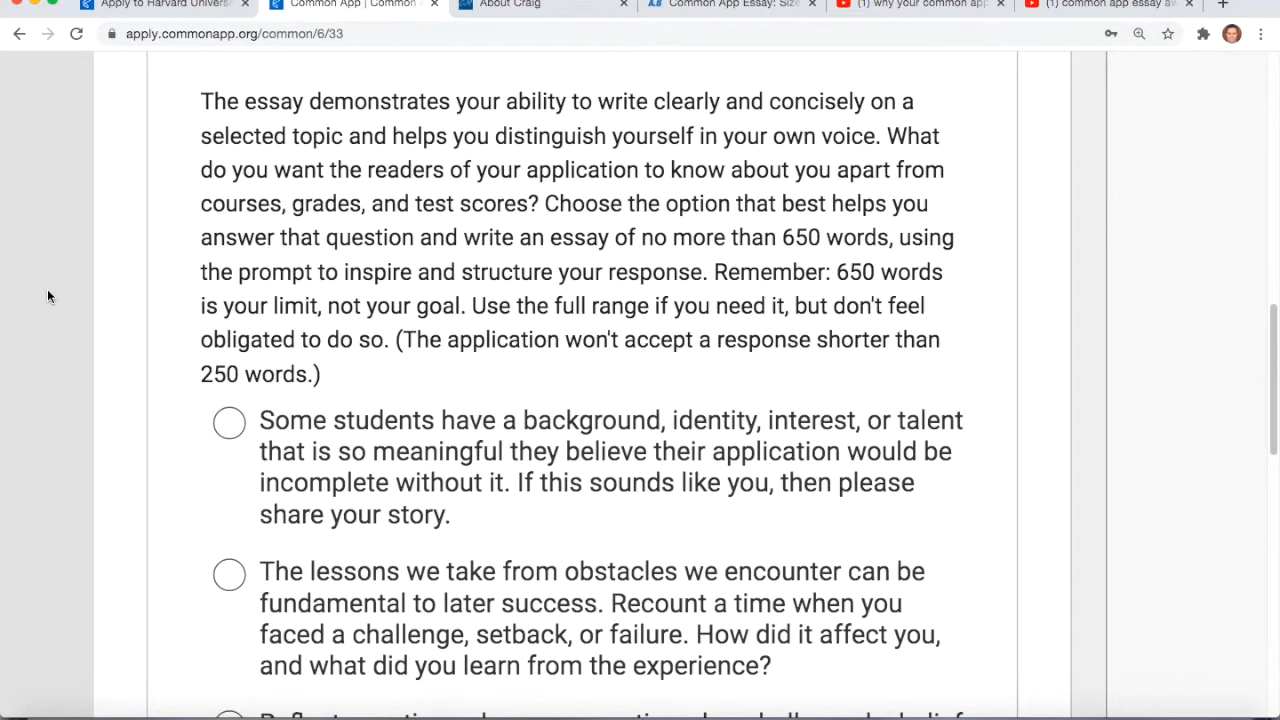 Apply to Harvard Universi
Common App | Common A
About Craig
Common App Essay: Size
(1) why your common app
(1) common app essay aw
apply.commonapp.org/common/6/33
The essay demonstrates your ability to write clearly and concisely on a
selected topic and helps you distinguish yourself in your own voice. What
do you want the readers of your application to know about you apart from
courses, grades, and test scores? Choose the option that best helps you
answer that question and write an essay of no more than 650 words, using
the prompt to inspire and structure your response. Remember: 650 words
is your limit, not your goal. Use the full range if you need it, but don't feel
obligated to do so. (The application won't accept a response shorter than
250 words.)
Some students have a background, identity, interest, or talent
that is so meaningful they believe their application would be
incomplete without it. If this sounds like you, then please
share your story.
The lessons we take from obstacles we encounter can be
fundamental to later success. Recount a time when you
faced a challenge, setback, or failure. How did it affect you,
and what did you learn from the experience?